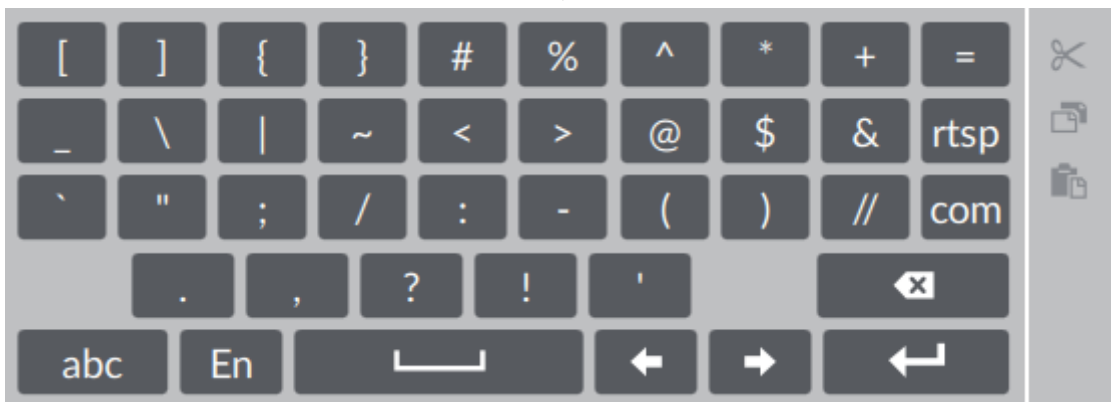 [ ] { } # % ^ * + =
_ \ | ~ < > @ $ & rtsp
` " ; / : - ( ) // com
. , ? ! '
abc En